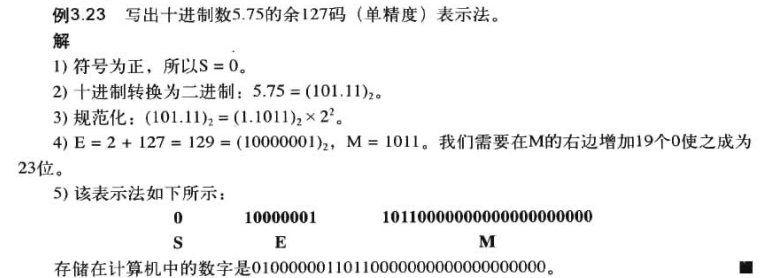 例3.23 写出十进制数5.75的余127码（单精度）表示法。
解
1) 符号为正，所以S = 0。
2) 十进制转换为二进制：5.75 = (101.11)₂。
3) 规范化：(101.11)₂ = (1.1011)₂ × 2²。
4) E = 2 + 127 = 129 = (10000001)₂，M = 1011。我们需要在M的右边增加19个0使之成为
23位。
5) 该表示法如下所示：
0 10000001 10110000000000000000000
S E M
存储在计算机中的数字是01000000110110000000000000000000。